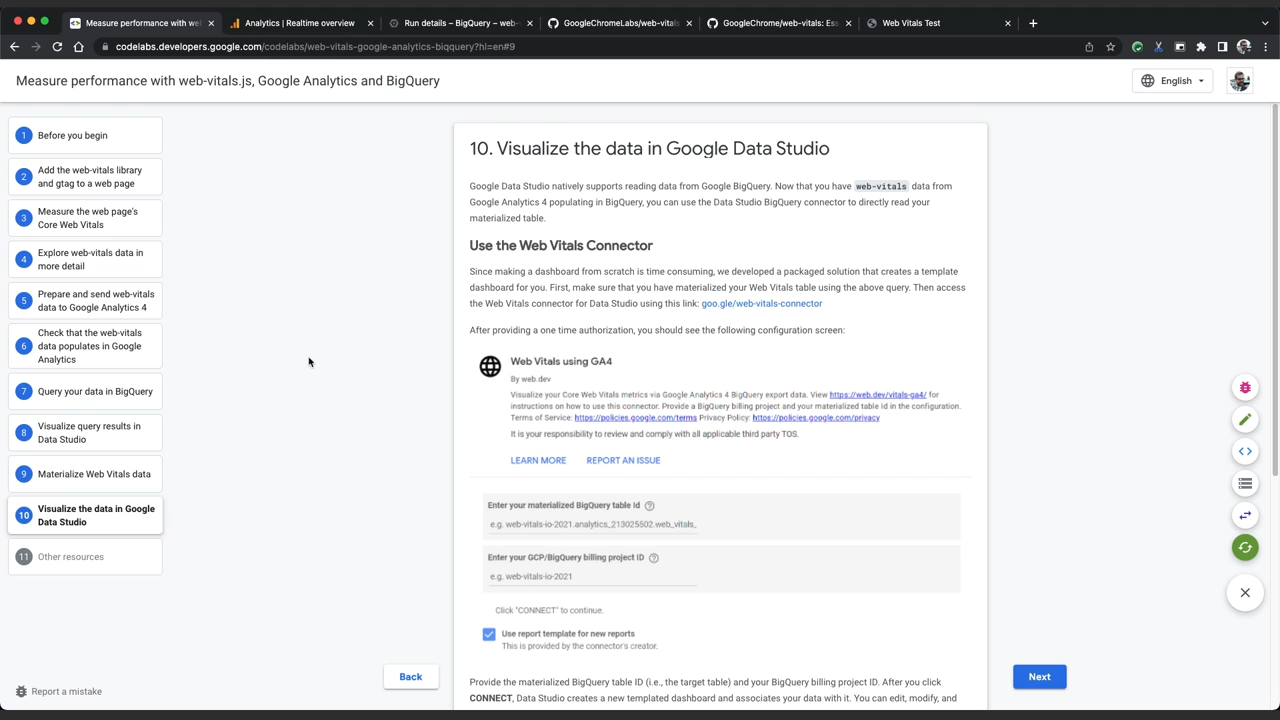 Measure performance with we
Analytics | Realtime overview
Run details – BigQuery – web-
GoogleChromeLabs/web-vitals
GoogleChrome/web-vitals: Ess
Web Vitals Test
codelabs.developers.google.com/codelabs/web-vitals-google-analytics-bigquery?hl=en#9
Measure performance with web-vitals.js, Google Analytics and BigQuery
English
1 Before you begin
2 Add the web-vitals library
and gtag to a web page
3 Measure the web page's
Core Web Vitals
4 Explore web-vitals data in
more detail
5 Prepare and send web-vitals
data to Google Analytics 4
6 Check that the web-vitals
data populates in Google
Analytics
7 Query your data in BigQuery
8 Visualize query results in
Data Studio
9 Materialize Web Vitals data
10 Visualize the data in Google
Data Studio
11 Other resources
Report a mistake
10. Visualize the data in Google Data Studio
Google Data Studio natively supports reading data from Google BigQuery. Now that you have web-vitals data from
Google Analytics 4 populating in BigQuery, you can use the Data Studio BigQuery connector to directly read your
materialized table.
Use the Web Vitals Connector
Since making a dashboard from scratch is time consuming, we developed a packaged solution that creates a template
dashboard for you. First, make sure that you have materialized your Web Vitals table using the above query. Then access
the Web Vitals connector for Data Studio using this link: goo.gle/web-vitals-connector
After providing a one time authorization, you should see the following configuration screen:
Web Vitals using GA4
By web.dev
Visualize your Core Web Vitals metrics via Google Analytics 4 BigQuery export data. View https://web.dev/vitals-ga4/ for
instructions on how to use this connector. Provide a BigQuery billing project and your materialized table id in the configuration.
Terms of Service: https://policies.google.com/terms Privacy Policy: https://policies.google.com/privacy
It is your responsibility to review and comply with all applicable third party TOS.
LEARN MORE REPORT AN ISSUE
Enter your materialized BigQuery table Id
e.g. web-vitals-io-2021.analytics_213025502.web_vitals_
Enter your GCP/BigQuery billing project ID
e.g. web-vitals-io-2021
Click "CONNECT" to continue.
Use report template for new reports
This is provided by the connector's creator.
Provide the materialized BigQuery table ID (i.e., the target table) and your BigQuery billing project ID. After you click
CONNECT, Data Studio creates a new templated dashboard and associates your data with it. You can edit, modify, and
Back
Next